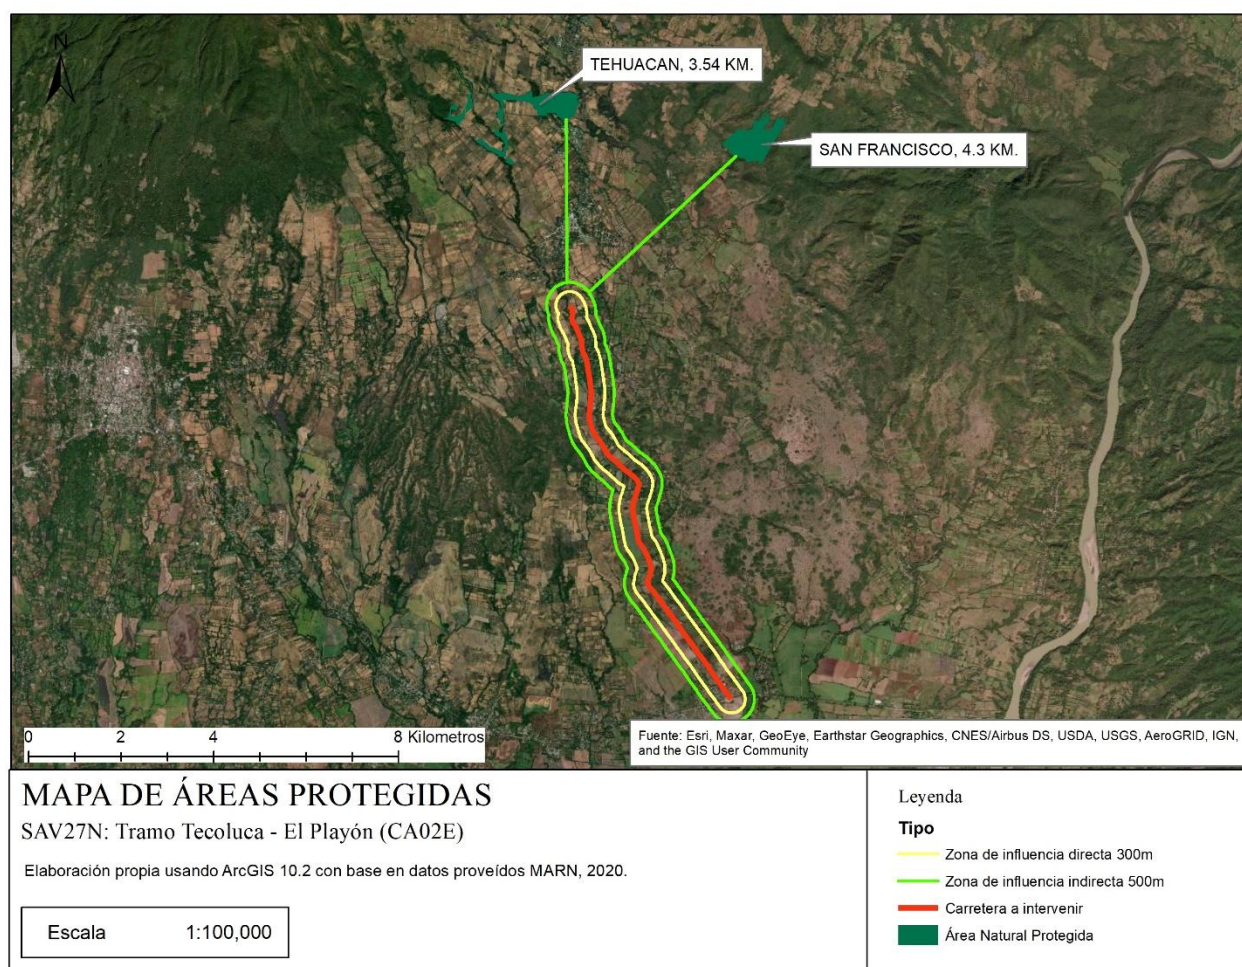 N
TEHUACAN, 3.54 KM.
SAN FRANCISCO, 4.3 KM.
0 2 4 8 Kilometros
Fuente: Esri, Maxar, GeoEye, Earthstar Geographics, CNES/Airbus DS, USDA, USGS, AeroGRID, IGN,
and the GIS User Community
MAPA DE ÁREAS PROTEGIDAS
SAV27N: Tramo Tecoluca - El Playón (CA02E)
Elaboración propia usando ArcGIS 10.2 con base en datos proveídos MARN, 2020.
Escala 1:100,000
Leyenda
Tipo
Zona de influencia directa 300m
Zona de influencia indirecta 500m
Carretera a intervenir
Área Natural Protegida